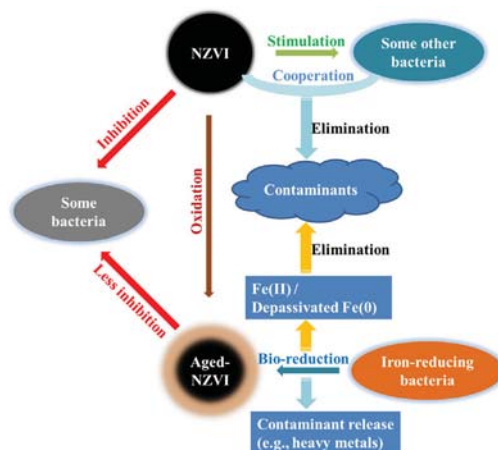 NZVI
Stimulation
Some other
bacteria
Cooperation
Inhibition
Elimination
Oxidation
Contaminants
Some
bacteria
Elimination
Less inhibition
Fe(II) /
Depassivated Fe(0)
Aged-
NZVI
Bio-reduction
Iron-reducing
bacteria
Contaminant release
(e.g., heavy metals)